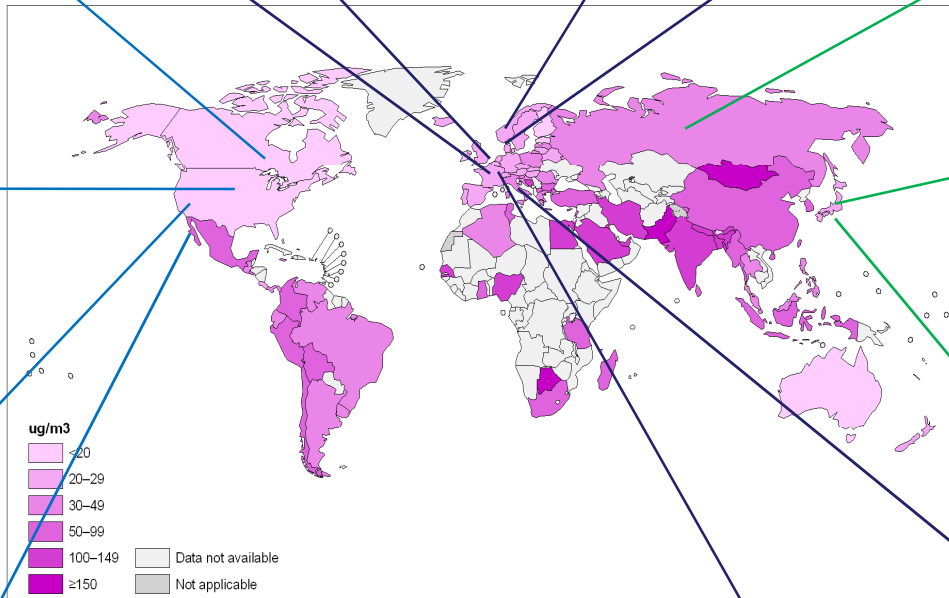 ug/m3
<20
20–29
30–49
50–99
100–149
≥150
Data not available
Not applicable